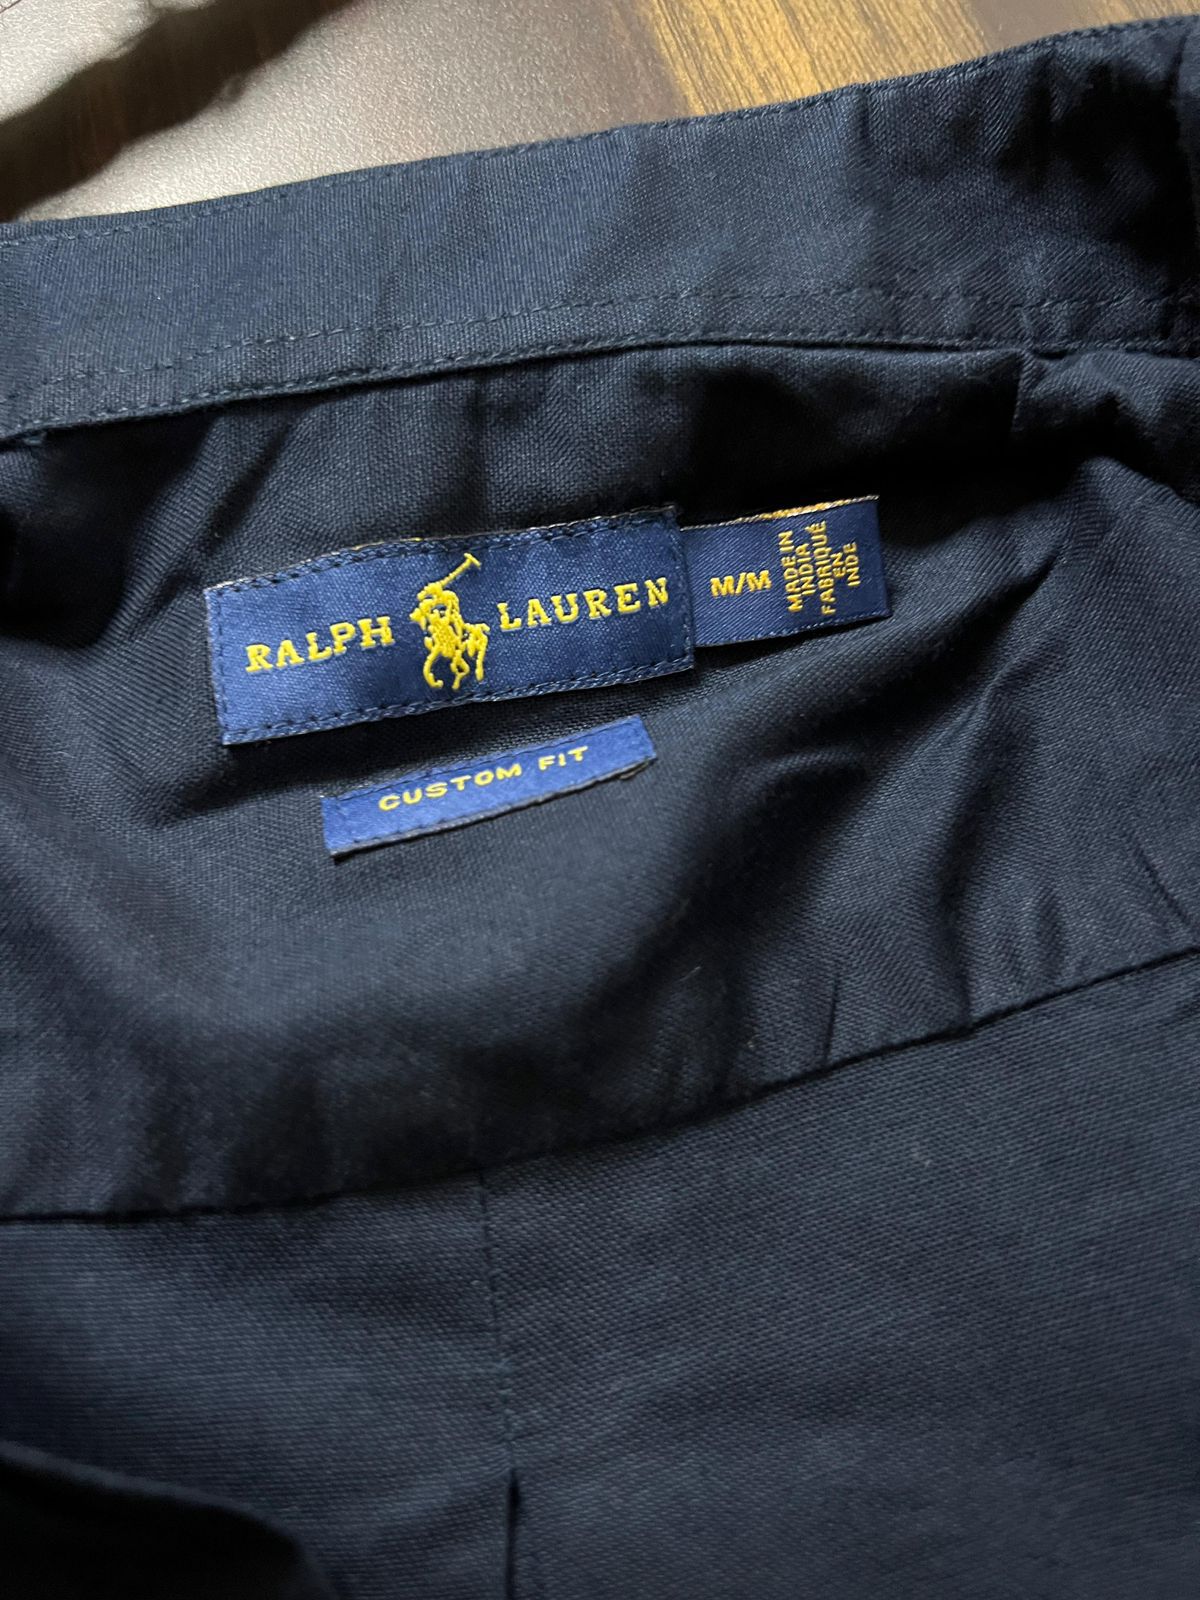 RALPH LAUREN
M/M
MADE IN
INDIA
FABRIQUÉ
EN
INDE
CUSTOM FIT